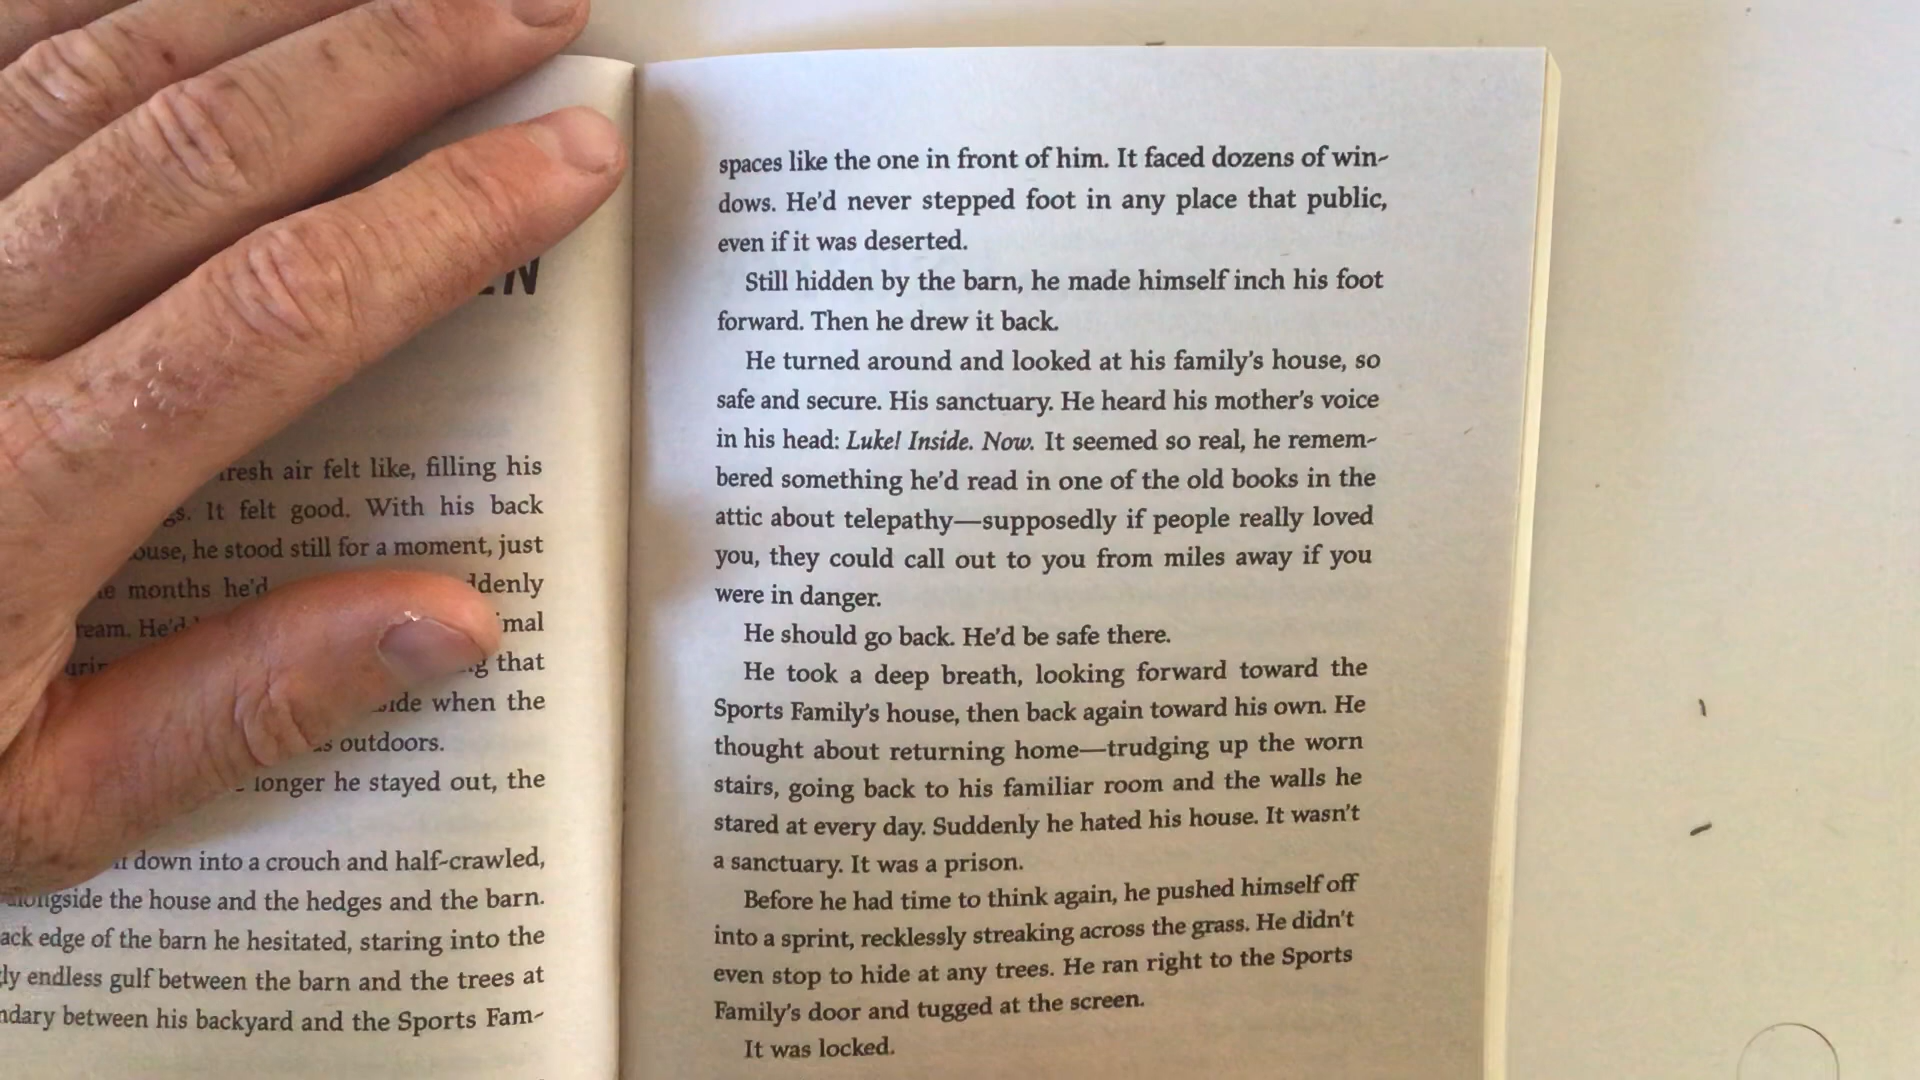 fresh air felt like, filling his
It felt good. With his back
he stood still for a moment, just
months he'd
that
when the
outdoors.
longer he stayed out, the
down into a crouch and half-crawled,
alongside the house and the hedges and the barn.
edge of the barn he hesitated, staring into the
endless gulf between the barn and the trees at
between his backyard and the Sports Fam-
spaces like the one in front of him. It faced dozens of win-
dows. He'd never stepped foot in any place that public,
even if it was deserted.
Still hidden by the barn, he made himself inch his foot
forward. Then he drew it back.
He turned around and looked at his family's house, so
safe and secure. His sanctuary. He heard his mother's voice
in his head: Luke! Inside. Now. It seemed so real, he remem-
bered something he'd read in one of the old books in the
attic about telepathy—supposedly if people really loved
you, they could call out to you from miles away if you
were in danger.
He should go back. He'd be safe there.
He took a deep breath, looking forward toward the
Sports Family's house, then back again toward his own. He
thought about returning home—trudging up the worn
stairs, going back to his familiar room and the walls he
stared at every day. Suddenly he hated his house. It wasn't
a sanctuary. It was a prison.
Before he had time to think again, he pushed himself off
into a sprint, recklessly streaking across the grass. He didn't
even stop to hide at any trees. He ran right to the Sports
Family's door and tugged at the screen.
It was locked.